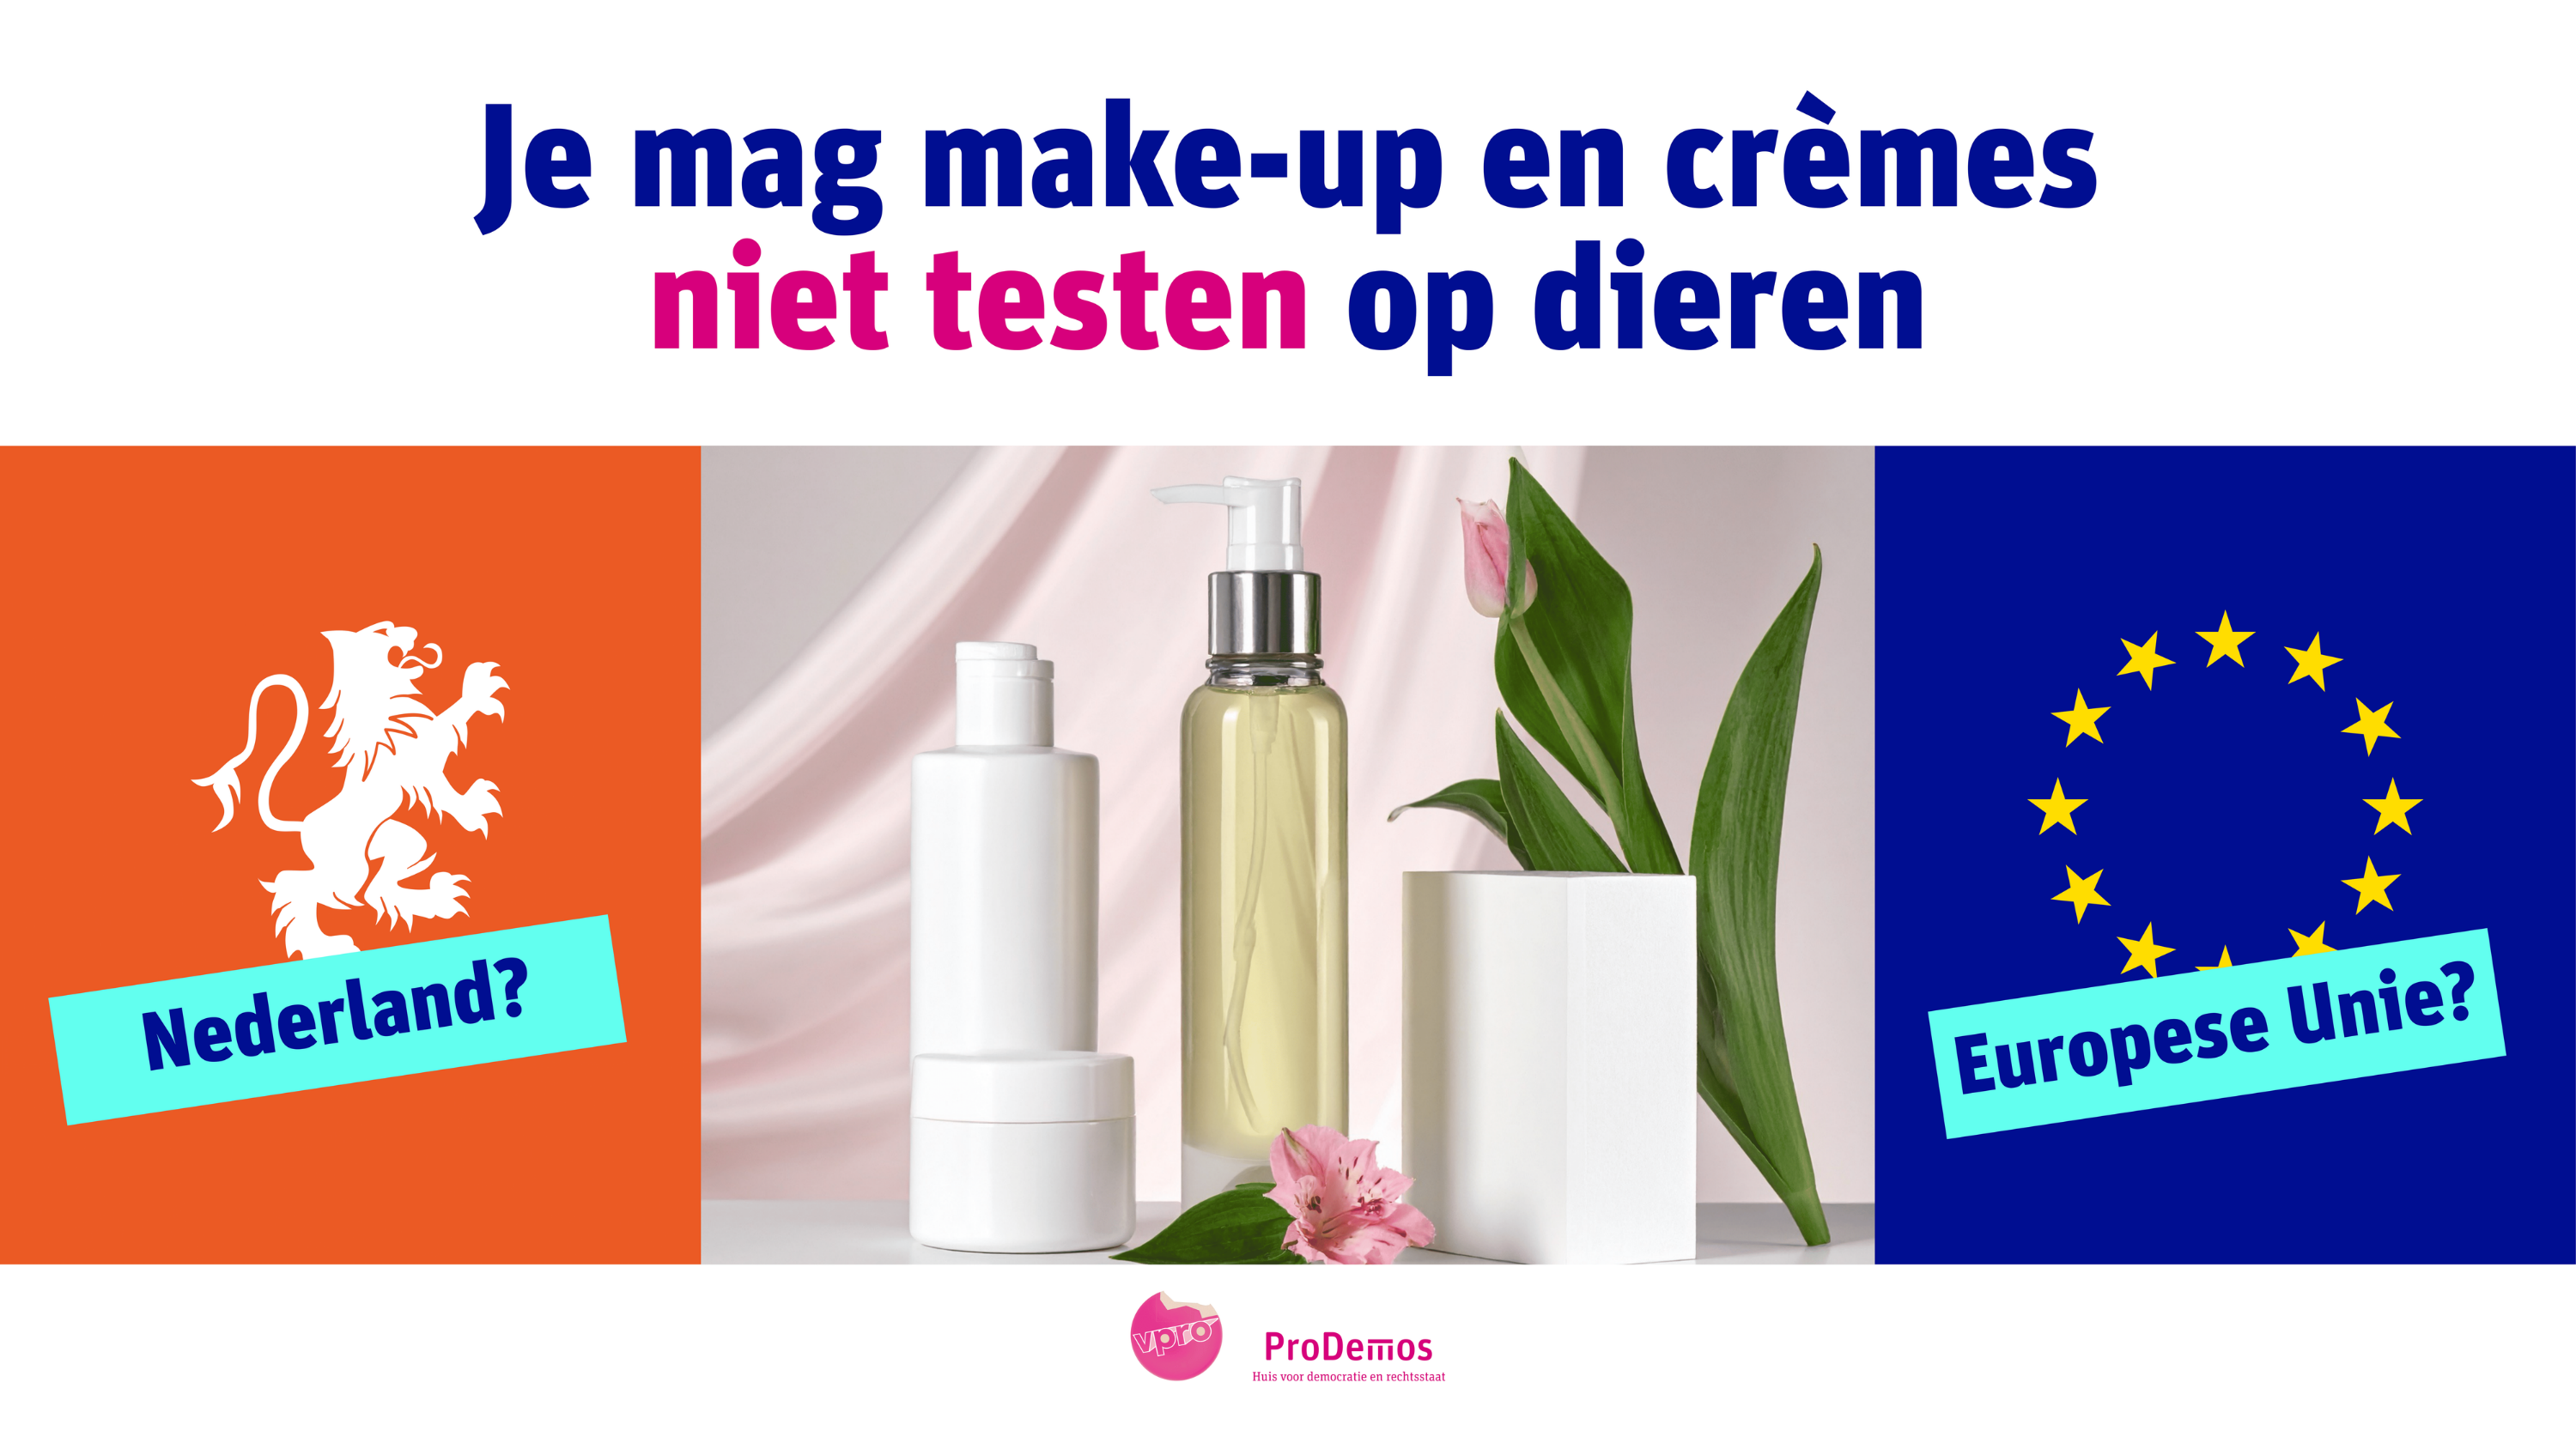 Je mag make-up en crèmes
niet testen op dieren
Nederland?
Europese Unie?
vpro
ProDemos
Huis voor democratie en rechtsstaat